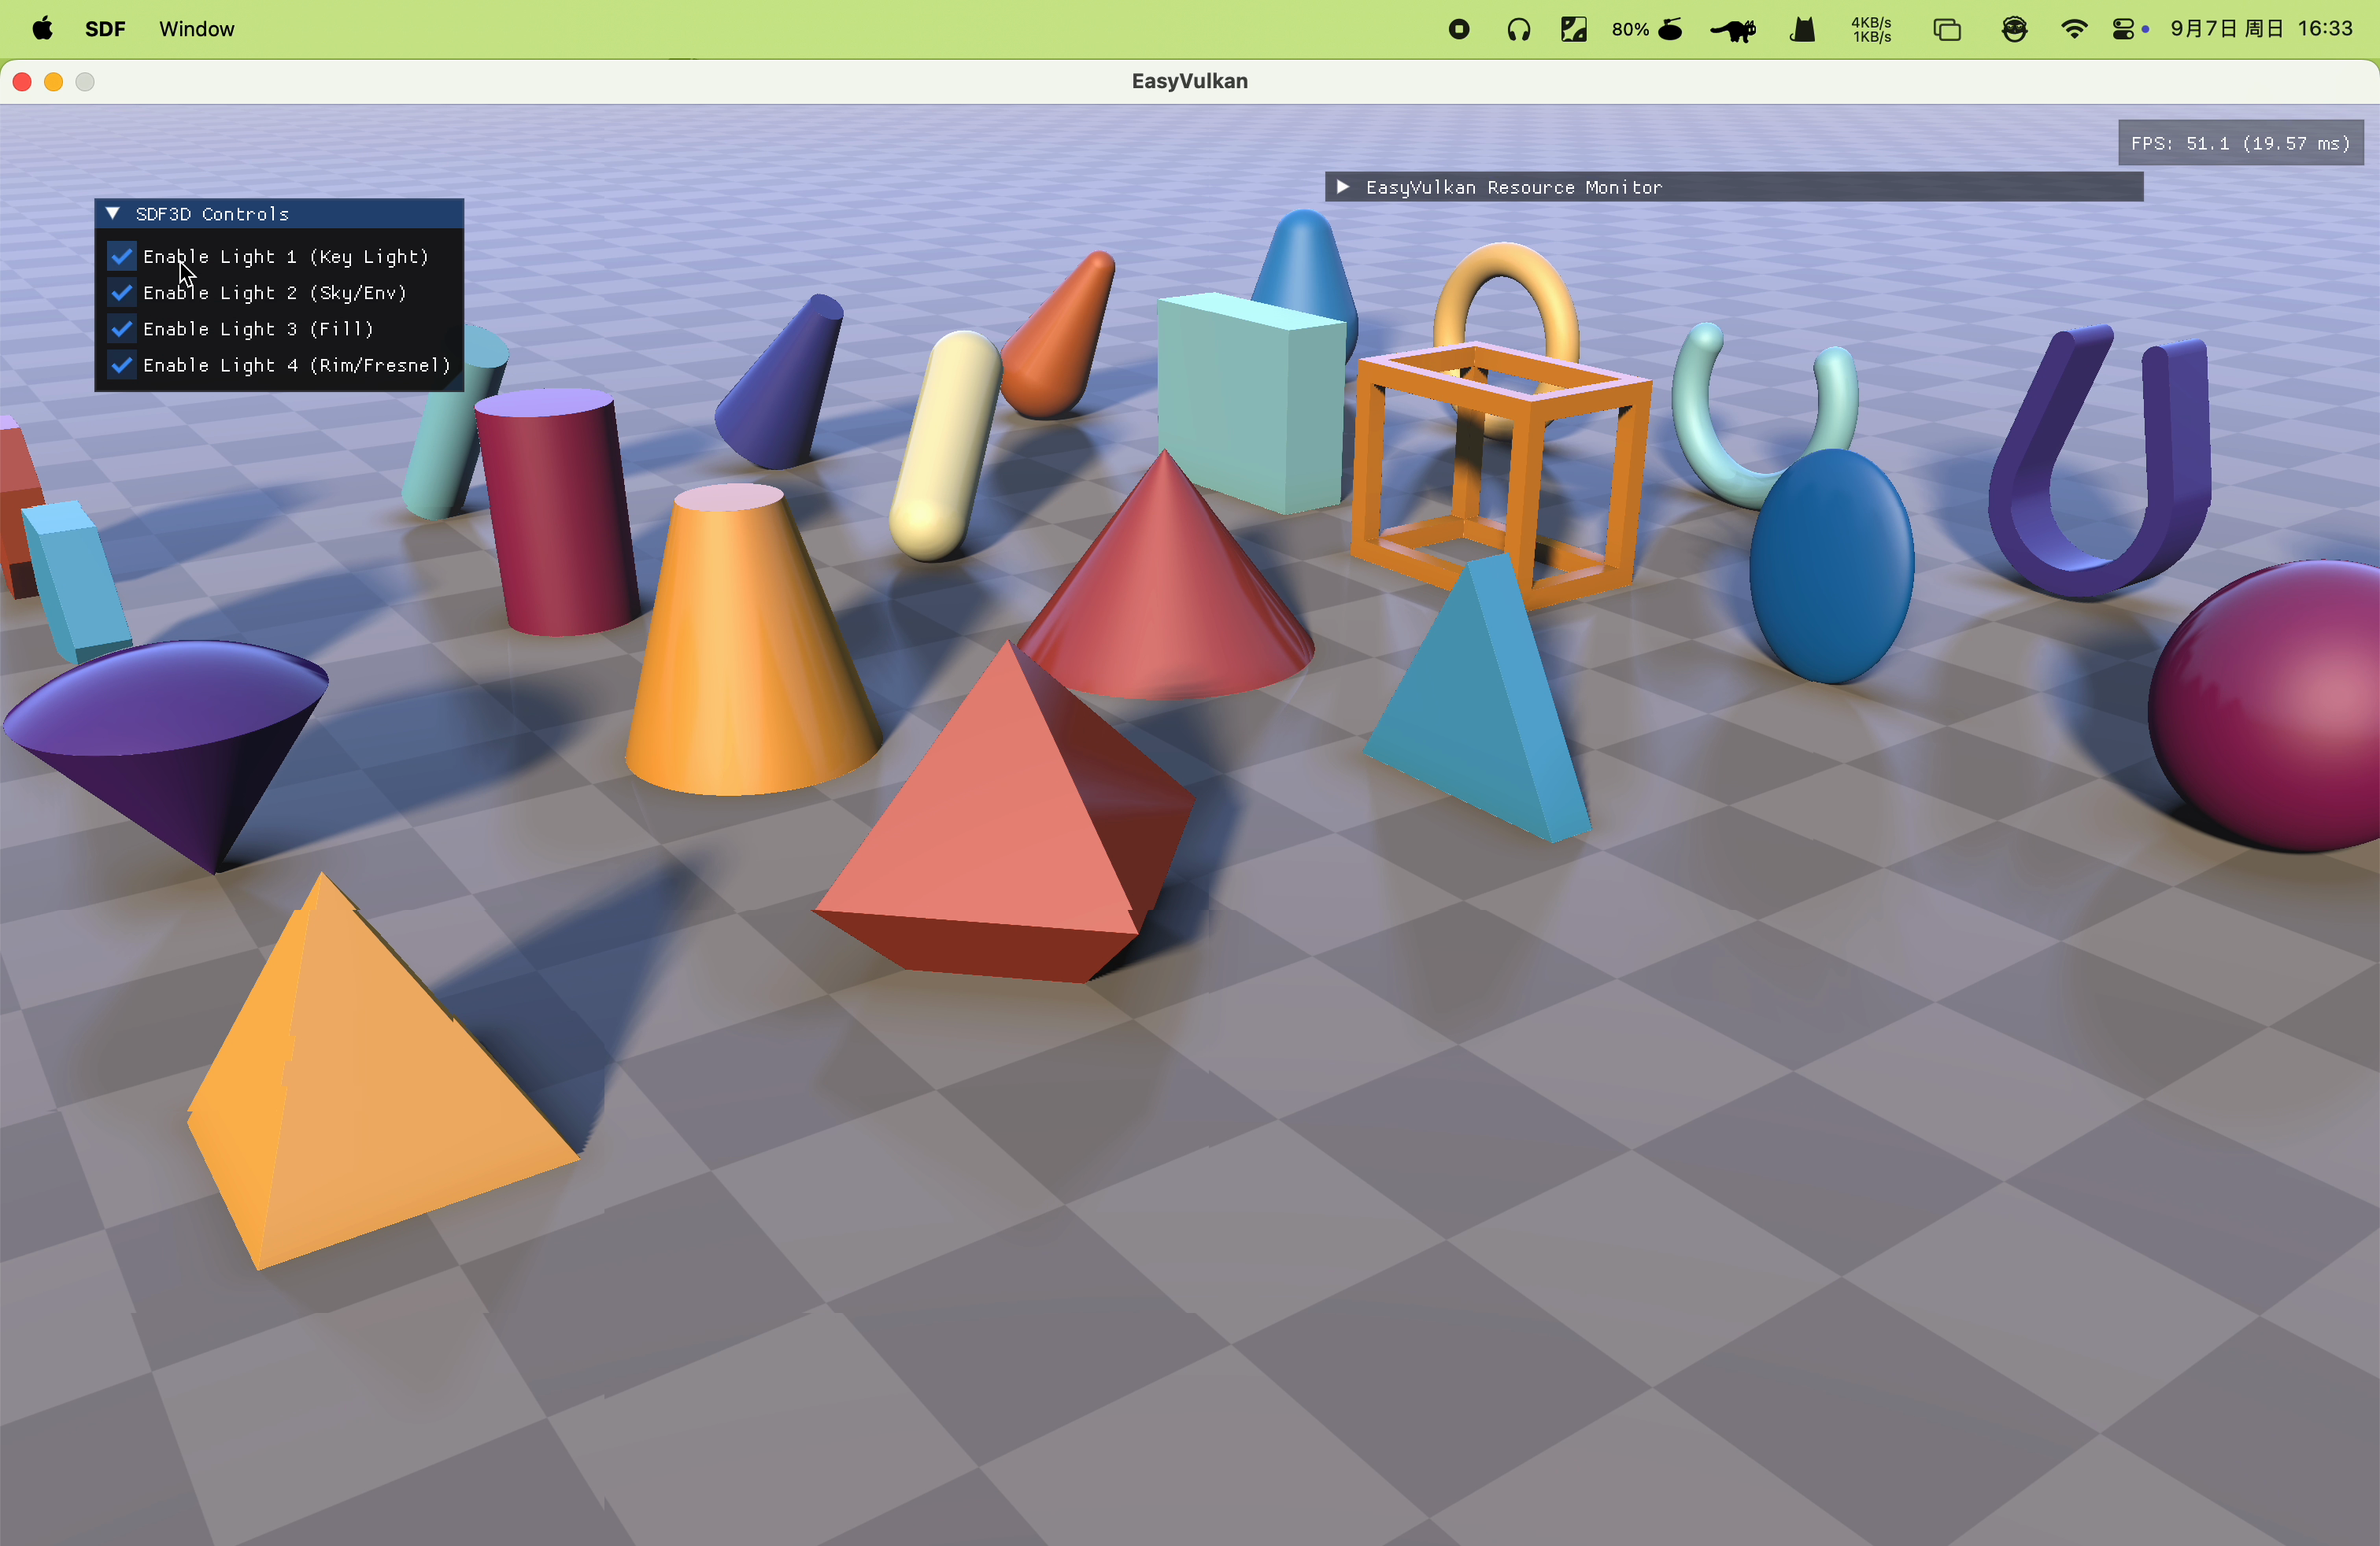 SDF Window 80% 4KB/s 9月7日 周日 16:33
1KB/s
EasyVulkan
FPS: 51.1 (19.57 ms)
EasyVulkan Resource Monitor
SDF3D Controls
Enable Light 1 (Key Light)
Enable Light 2 (Sky/Env)
Enable Light 3 (Fill)
Enable Light 4 (Rim/Fresnel)